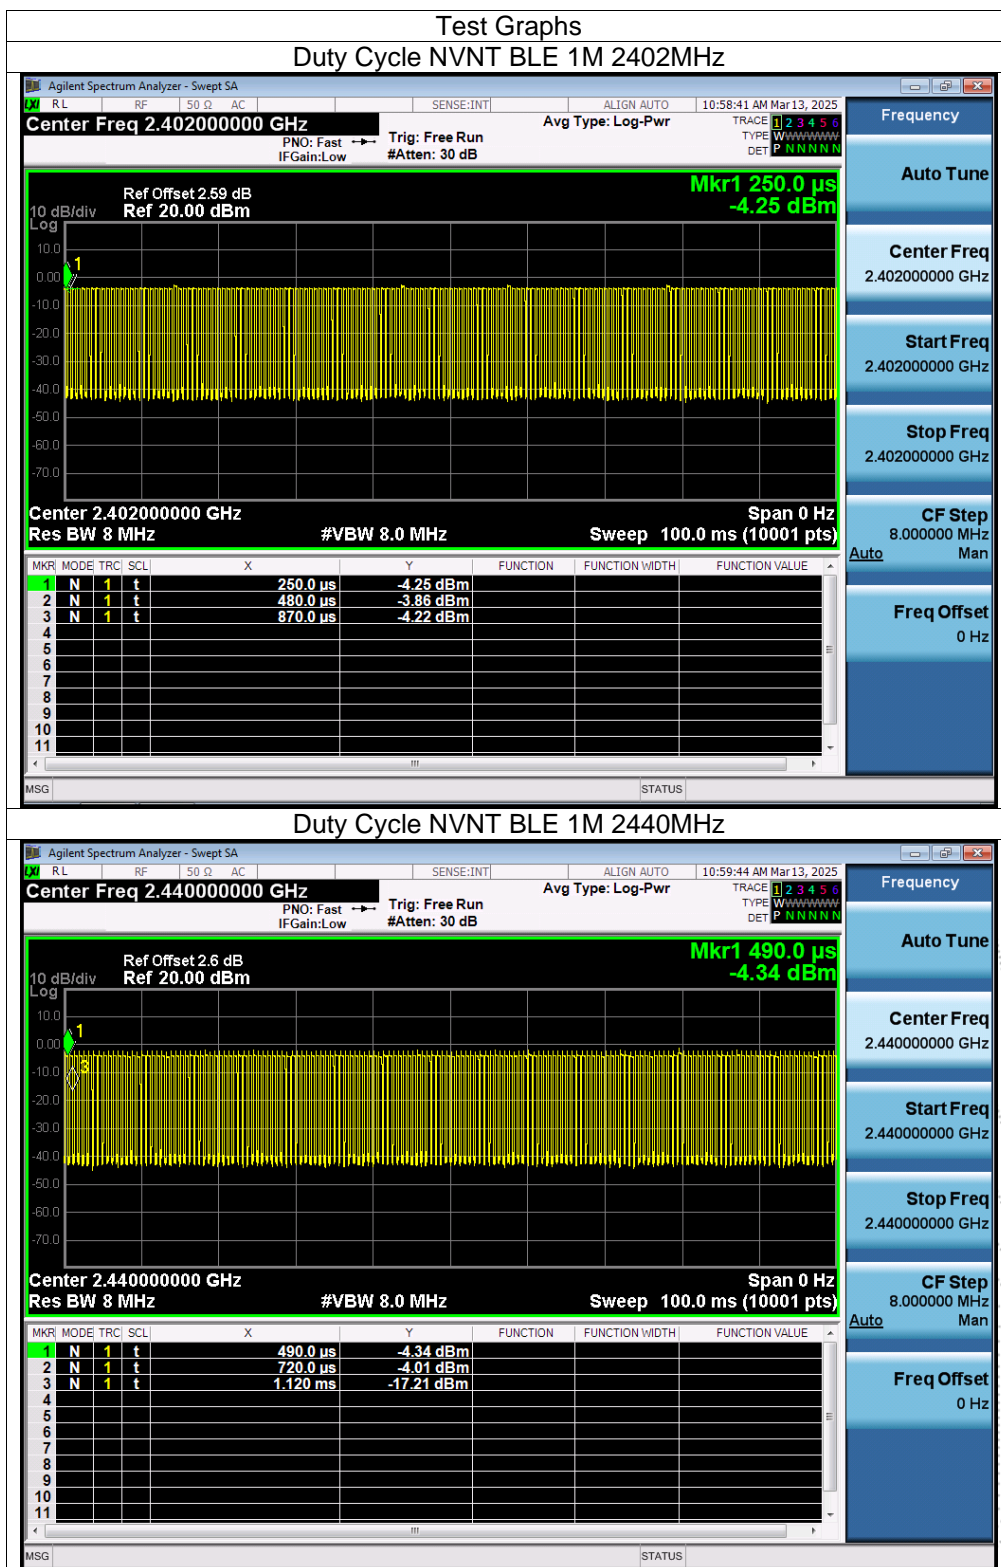 Test Graphs
Duty Cycle NVNT BLE 1M 2402MHz
Agilent Spectrum Analyzer - Swept SA
LXI RL RF 50 Ω AC SENSE:INT ALIGN AUTO 10:58:41 AM Mar 13, 2025
Center Freq 2.402000000 GHz
PNO: Fast
IFGain:Low
Trig: Free Run
#Atten: 30 dB
Avg Type: Log-Pwr
TRACE 1 2 3 4 5 6
TYPE WWWWWWW
DET P N N N N N
Frequency
Auto Tune
Center Freq
2.402000000 GHz
Start Freq
2.402000000 GHz
Stop Freq
2.402000000 GHz
CF Step
8.000000 MHz
Auto Man
Freq Offset
0 Hz
Mkr1 250.0 µs
-4.25 dBm
Ref Offset 2.59 dB
10 dB/div Ref 20.00 dBm
Log
10.0
1
0.00
-10.0
-20.0
-30.0
-40.0
-50.0
-60.0
-70.0
Center 2.402000000 GHz Span 0 Hz
Res BW 8 MHz #VBW 8.0 MHz Sweep 100.0 ms (10001 pts)
MKR MODE TRC SCL X Y FUNCTION FUNCTION WIDTH FUNCTION VALUE
1 N 1 t 250.0 µs -4.25 dBm
2 N 1 t 480.0 µs -3.86 dBm
3 N 1 t 870.0 µs -4.22 dBm
4
5
6
7
8
9
10
11
MSG STATUS
Duty Cycle NVNT BLE 1M 2440MHz
Agilent Spectrum Analyzer - Swept SA
LXI RL RF 50 Ω AC SENSE:INT ALIGN AUTO 10:59:44 AM Mar 13, 2025
Center Freq 2.440000000 GHz
PNO: Fast
IFGain:Low
Trig: Free Run
#Atten: 30 dB
Avg Type: Log-Pwr
TRACE 1 2 3 4 5 6
TYPE WWWWWWW
DET P N N N N N
Frequency
Auto Tune
Center Freq
2.440000000 GHz
Start Freq
2.440000000 GHz
Stop Freq
2.440000000 GHz
CF Step
8.000000 MHz
Auto Man
Freq Offset
0 Hz
Mkr1 490.0 µs
-4.34 dBm
Ref Offset 2.6 dB
10 dB/div Ref 20.00 dBm
Log
10.0
1
0.00
3
-10.0
-20.0
-30.0
-40.0
-50.0
-60.0
-70.0
Center 2.440000000 GHz Span 0 Hz
Res BW 8 MHz #VBW 8.0 MHz Sweep 100.0 ms (10001 pts)
MKR MODE TRC SCL X Y FUNCTION FUNCTION WIDTH FUNCTION VALUE
1 N 1 t 490.0 µs -4.34 dBm
2 N 1 t 720.0 µs -4.01 dBm
3 N 1 t 1.120 ms -17.21 dBm
4
5
6
7
8
9
10
11
MSG STATUS